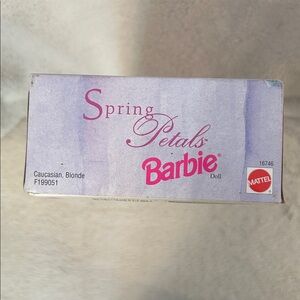 Spring
Petals
Barbie
Doll
16746
Caucasian, Blonde
F199051
MATTEL